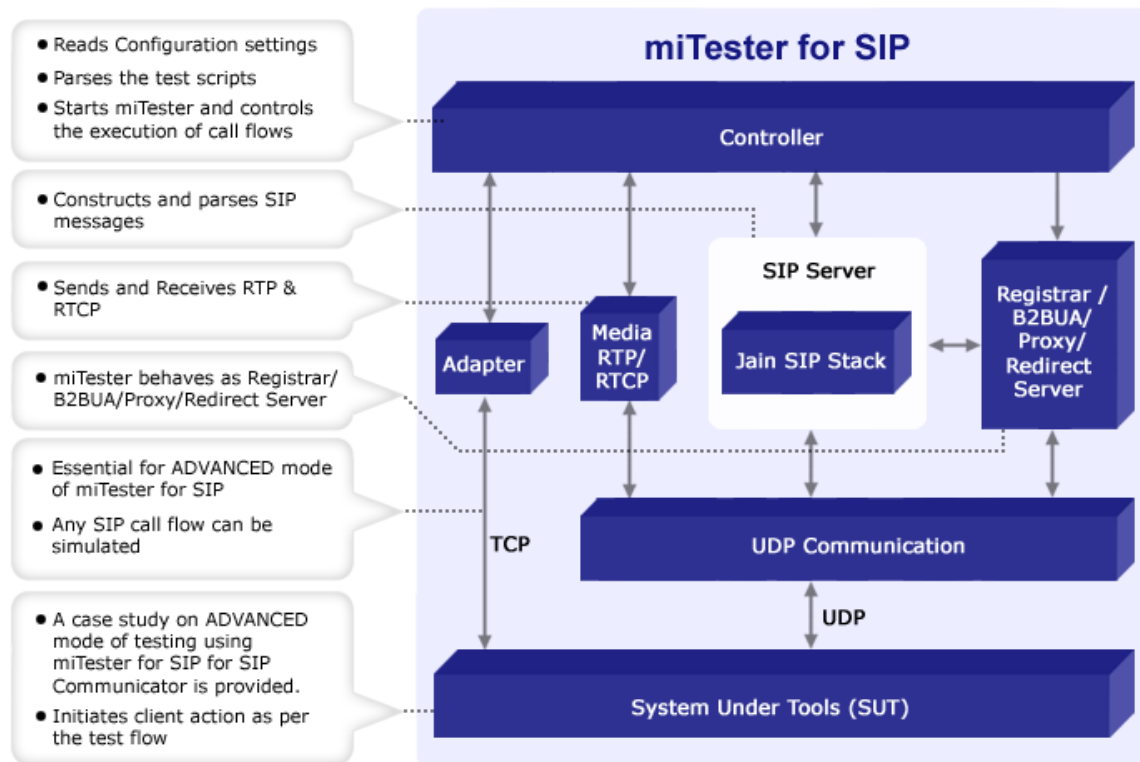 ● Reads Configuration settings
● Parses the test scripts
● Starts miTester and controls
the execution of call flows
● Constructs and parses SIP
messages
● Sends and Receives RTP &
RTCP
● miTester behaves as Registrar/
B2BUA/Proxy/Redirect Server
● Essential for ADVANCED mode
of miTester for SIP
● Any SIP call flow can be
simulated
● A case study on ADVANCED
mode of testing using
miTester for SIP for SIP
Communicator is provided.
● Initiates client action as per
the test flow
miTester for SIP
Controller
SIP Server
Adapter
Media
RTP/
RTCP
Jain SIP Stack
Registrar /
B2BUA/
Proxy/
Redirect
Server
TCP
UDP Communication
UDP
System Under Tools (SUT)